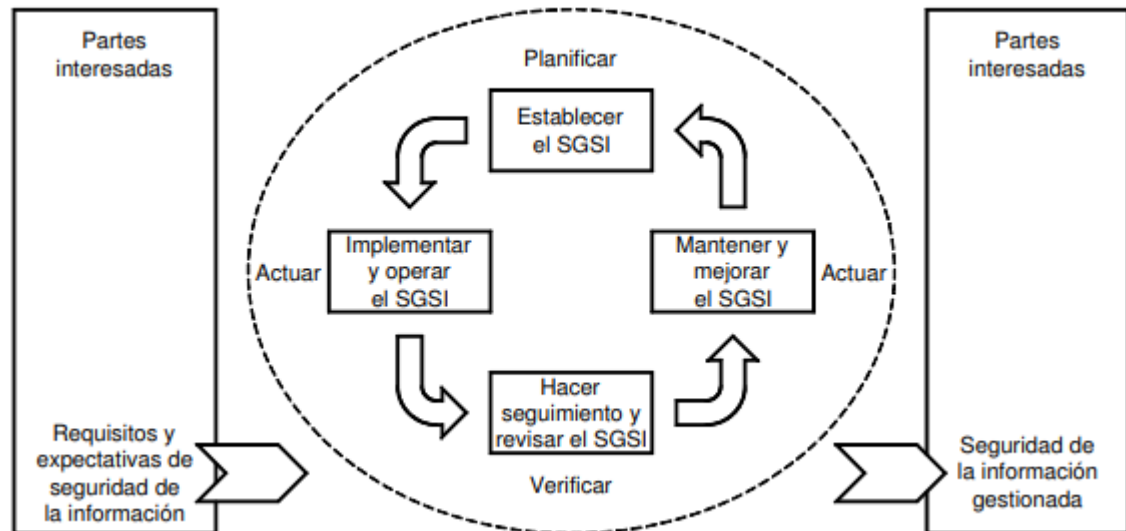 Partes
interesadas
Requisitos y
expectativas de
seguridad de
la información
Planificar
Establecer
el SGSI
Actuar
Implementar
y operar
el SGSI
Mantener y
mejorar
el SGSI
Actuar
Hacer
seguimiento y
revisar el SGSI
Verificar
Partes
interesadas
Seguridad de
la información
gestionada